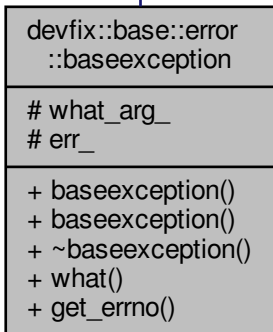 devfix::base::error
::baseexception
# what_arg_
# err_
+ baseexception()
+ baseexception()
+ ~baseexception()
+ what()
+ get_errno()